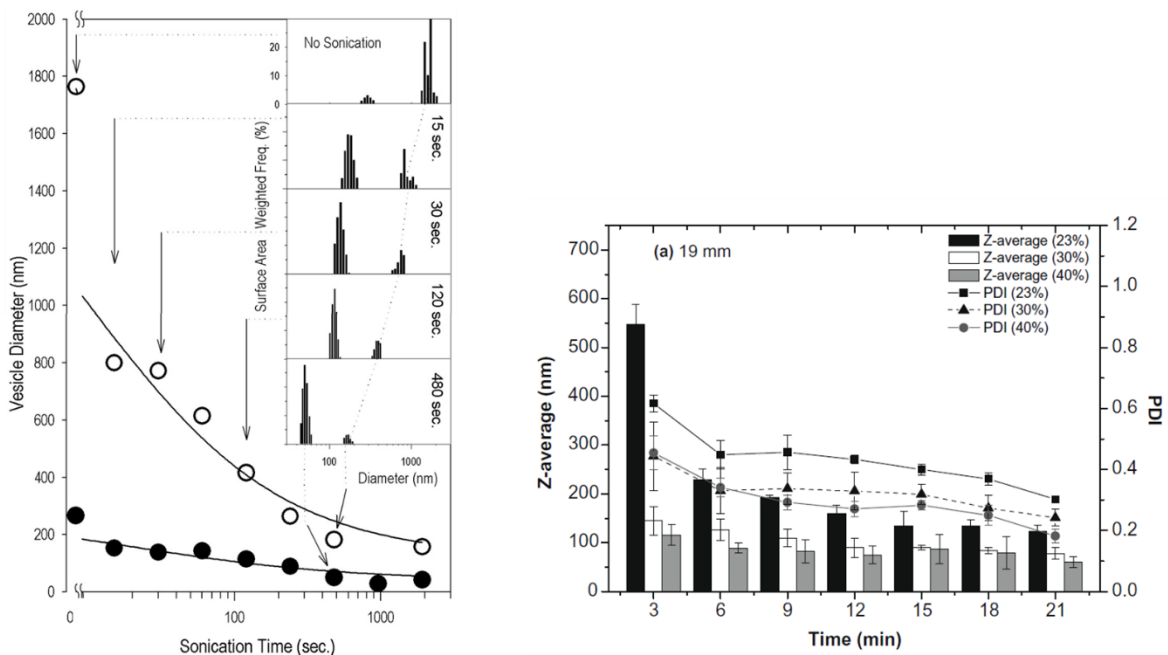 2000
1800
1600
1400
1200
1000
800
600
400
200
0
Vesicle Diameter (nm)
0
100
1000
Sonication Time (sec.)
No Sonication
20
10
0
15 sec.
30 sec.
120 sec.
480 sec.
Surface Area Weighted Freq. (%)
100
1000
Diameter (nm)
(a) 19 mm
Z-average (23%)
Z-average (30%)
Z-average (40%)
PDI (23%)
PDI (30%)
PDI (40%)
700
600
500
400
300
200
100
0
Z-average (nm)
1.2
1.0
0.8
0.6
0.4
0.2
0.0
PDI
3
6
9
12
15
18
21
Time (min)